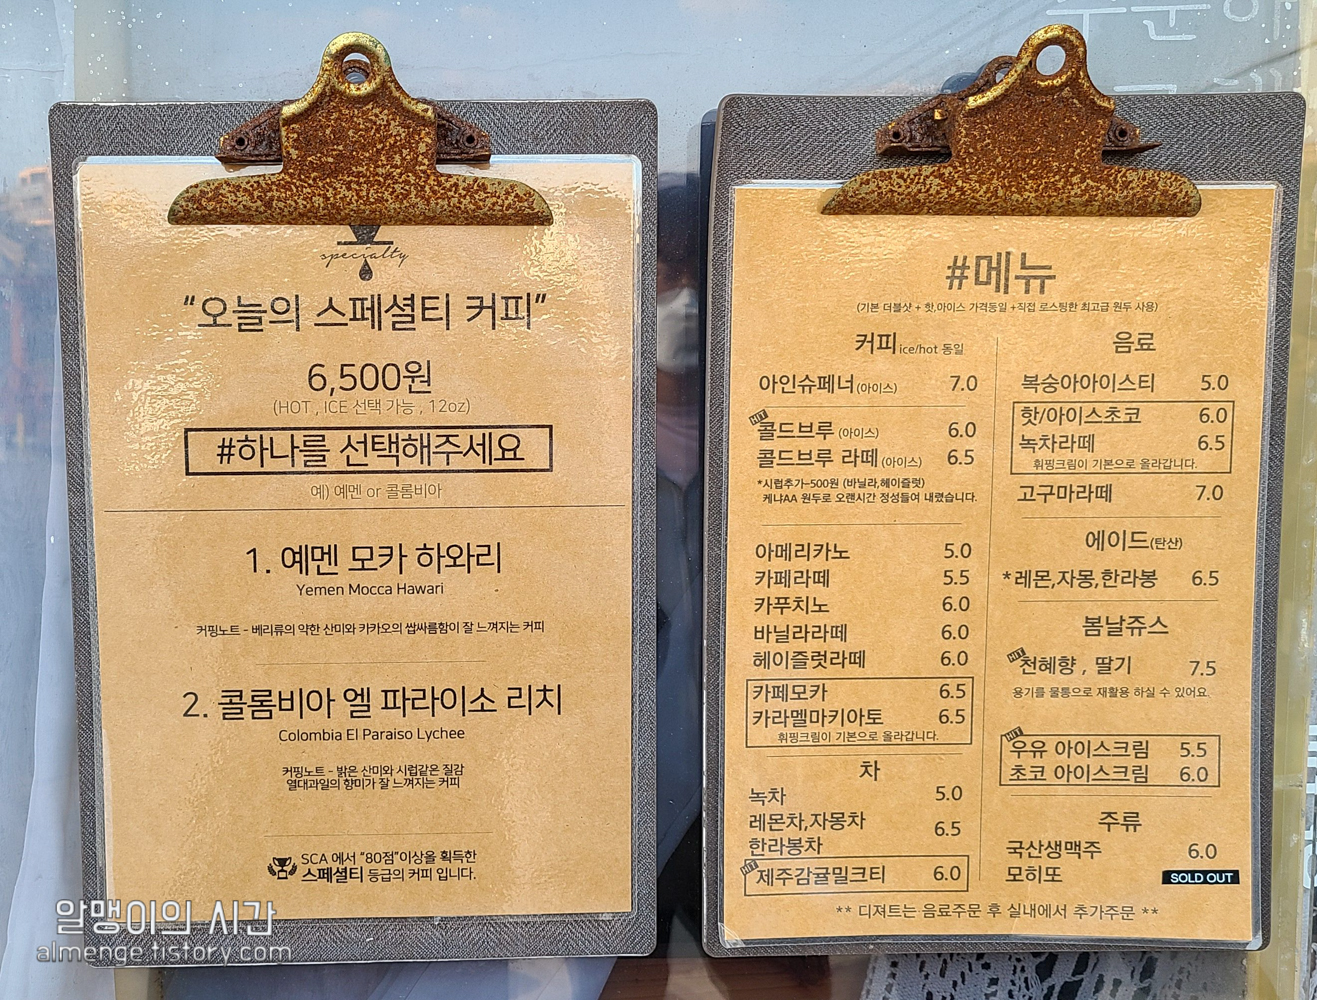 specialty
“오늘의 스페셜티 커피”
6,500원
(HOT , ICE 선택 가능 , 12oz)
#하나를 선택해주세요
예) 예멘 or 콜롬비아
1. 예멘 모카 하와리
Yemen Mocca Hawari
커핑노트 - 베리류의 약한 산미와 카카오의 쌉싸름함이 잘 느껴지는 커피
2. 콜롬비아 엘 파라이소 리치
Colombia El Paraiso Lychee
커핑노트 - 밝은 산미와 시럽같은 질감
열대과일의 향미가 잘 느껴지는 커피
SCA 에서 “80점”이상을 획득한
스페셜티 등급의 커피 입니다.
#메뉴
(기본 더블샷 + 핫,아이스 가격동일 +직접 로스팅한 최고급 원두 사용)
커피 ice/hot 동일
아인슈페너 (아이스) 7.0
HIT
콜드브루 (아이스) 6.0
콜드브루 라떼 (아이스) 6.5
*시럽추가-500원 (바닐라,헤이즐럿)
케냐AA 원두로 오랜시간 정성들여 내렸습니다.
아메리카노 5.0
카페라떼 5.5
카푸치노 6.0
바닐라라떼 6.0
헤이즐럿라떼 6.0
카페모카 6.5
카라멜마키아토 6.5
휘핑크림이 기본으로 올라갑니다.
차
녹차 5.0
레몬차,자몽차 6.5
한라봉차
HIT
제주감귤밀크티 6.0
음료
복숭아아이스티 5.0
핫/아이스초코 6.0
녹차라떼 6.5
휘핑크림이 기본으로 올라갑니다.
고구마라떼 7.0
에이드(탄산)
*레몬,자몽,한라봉 6.5
봄날쥬스
HIT
천혜향 , 딸기 7.5
용기를 물통으로 재활용 하실 수 있어요.
HIT
우유 아이스크림 5.5
초코 아이스크림 6.0
주류
국산생맥주 6.0
모히또 SOLD OUT
** 디져트는 음료주문 후 실내에서 추가주문 **
알맹이의 시간
almenge.tistory.com